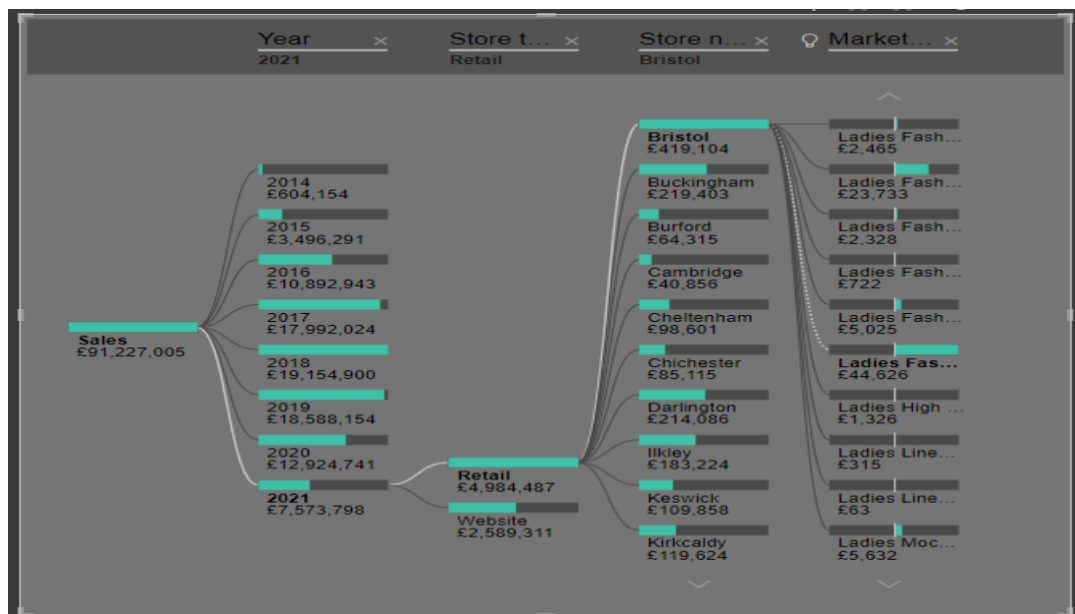 Year × Store t... × Store n... × Market... ×
2021 Retail Bristol
Sales
£91,227,005
2014
£604,154
2015
£3,496,291
2016
£10,892,943
2017
£17,992,024
2018
£19,154,900
2019
£18,588,154
2020
£12,924,741
2021
£7,573,798
Retail
£4,984,487
Website
£2,589,311
Bristol
£419,104
Buckingham
£219,403
Burford
£64,315
Cambridge
£40,856
Cheltenham
£98,601
Chichester
£85,115
Darlington
£214,086
Ilkley
£183,224
Keswick
£109,858
Kirkcaldy
£119,624
Ladies Fash...
£2,465
Ladies Fash...
£23,733
Ladies Fash...
£2,328
Ladies Fash...
£722
Ladies Fash...
£5,025
Ladies Fas...
£44,626
Ladies High ...
£1,326
Ladies Line...
£315
Ladies Line...
£63
Ladies Moc...
£5,632